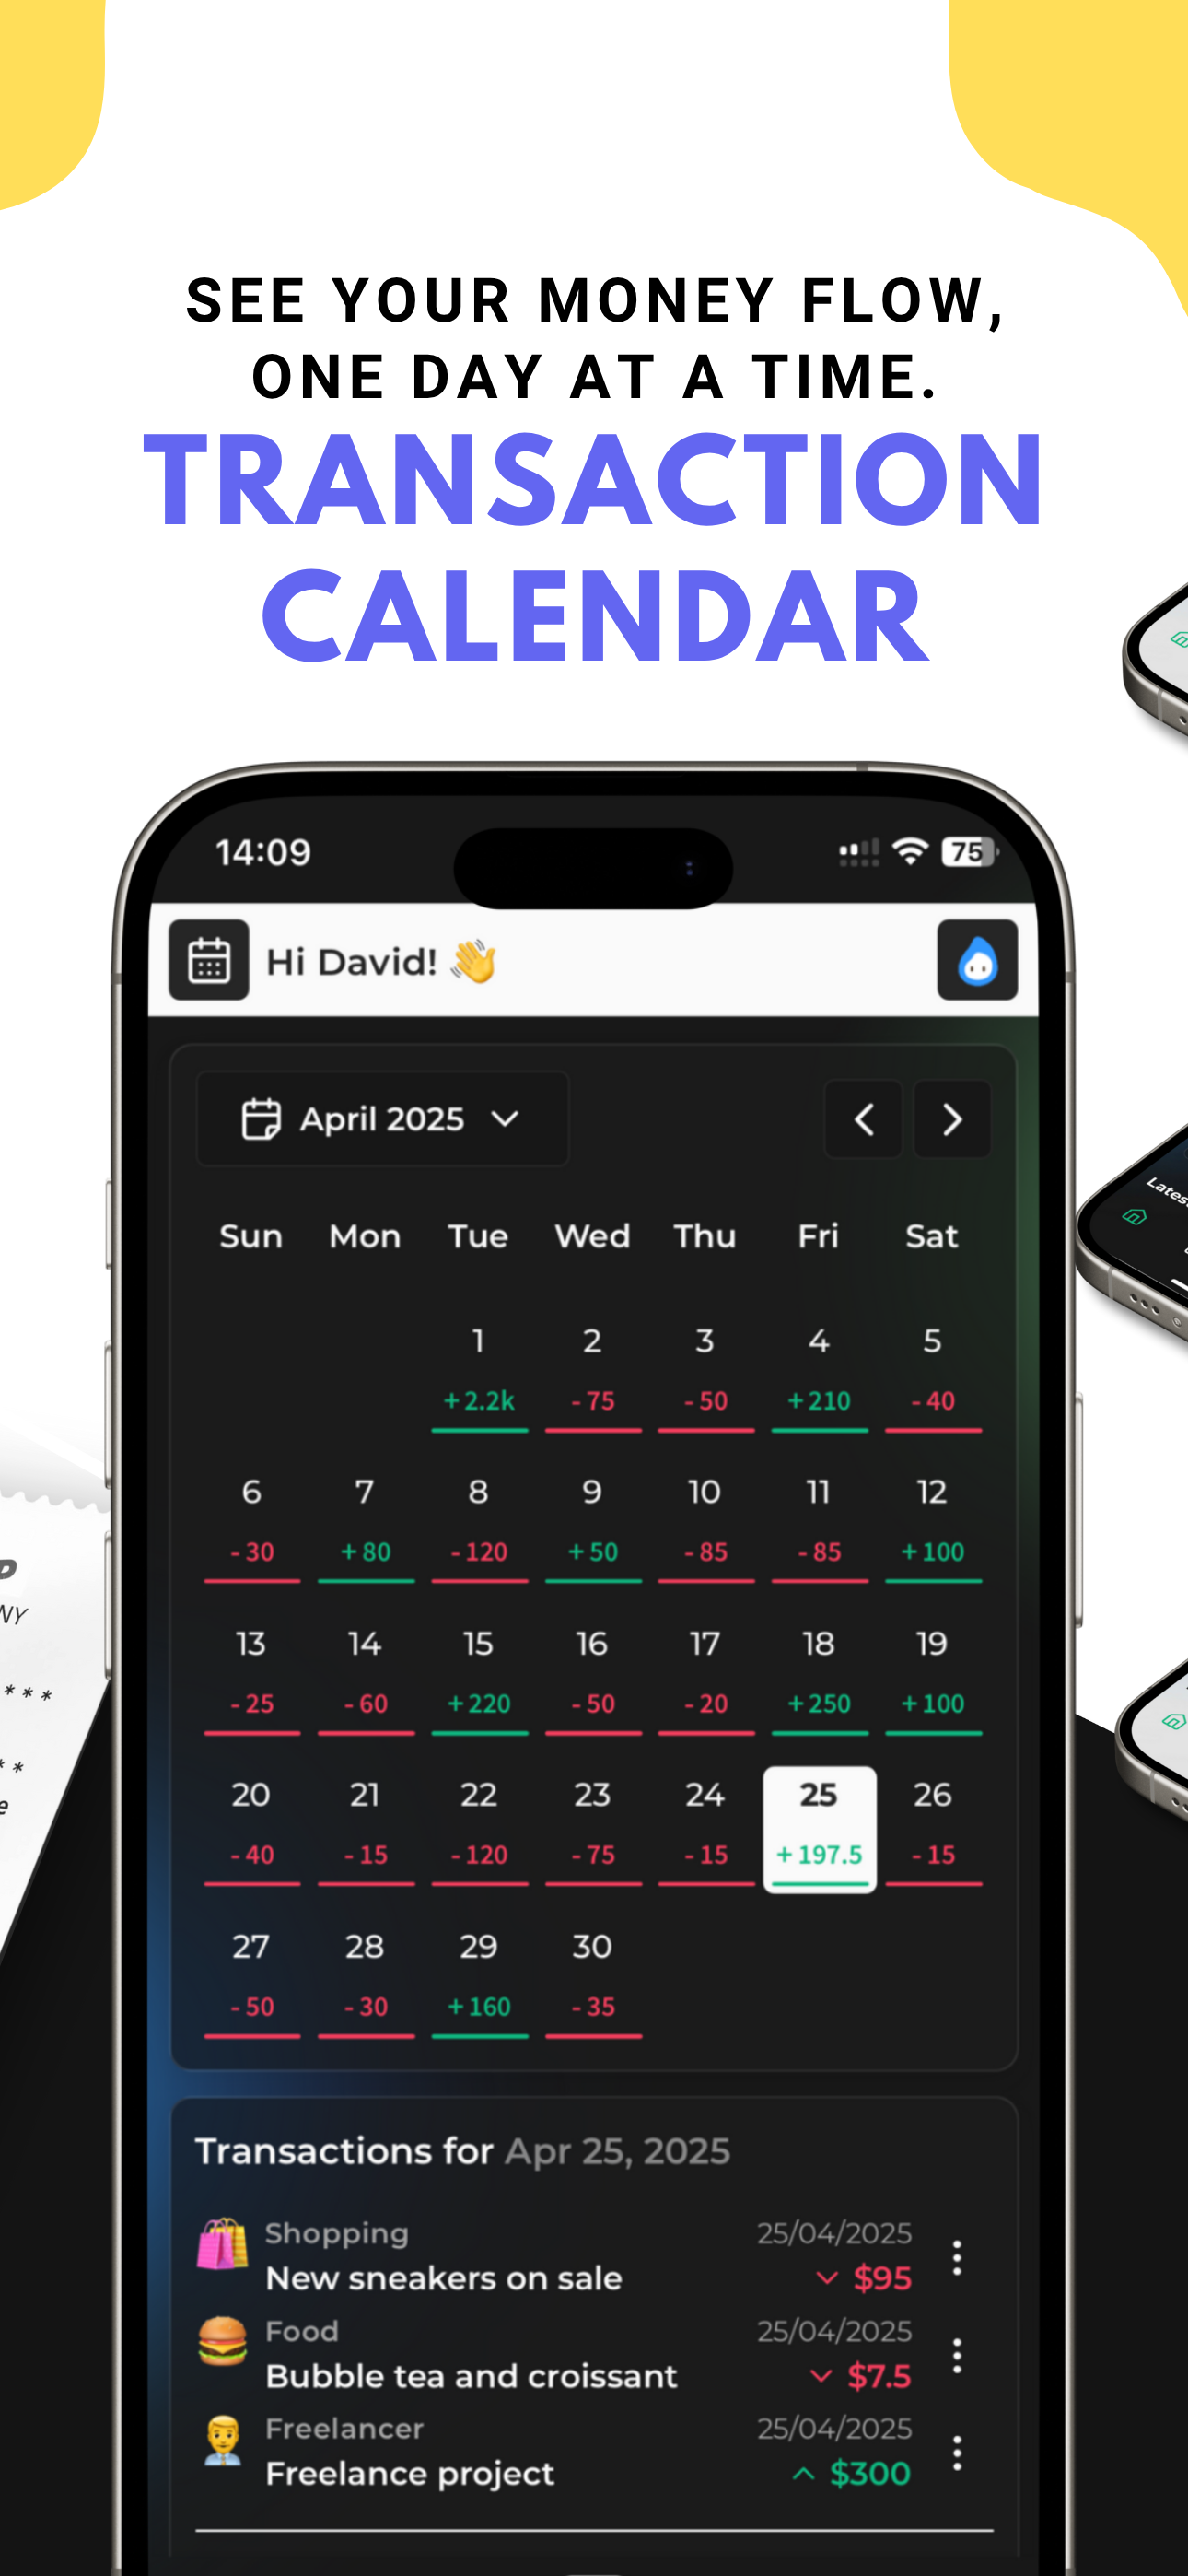 SEE YOUR MONEY FLOW,
ONE DAY AT A TIME.
TRANSACTION
CALENDAR
14:09 75
Hi David! 👋
April 2025
Sun Mon Tue Wed Thu Fri Sat
1 2 3 4 5
+2.2k -75 -50 +210 -40
6 7 8 9 10 11 12
-30 +80 -120 +50 -85 -85 +100
13 14 15 16 17 18 19
-25 -60 +220 -50 -20 +250 +100
20 21 22 23 24 25 26
-40 -15 -120 -75 -15 +197.5 -15
27 28 29 30
-50 -30 +160 -35
Transactions for Apr 25, 2025
Shopping 25/04/2025
New sneakers on sale $95
Food 25/04/2025
Bubble tea and croissant $7.5
Freelancer 25/04/2025
Freelance project $300